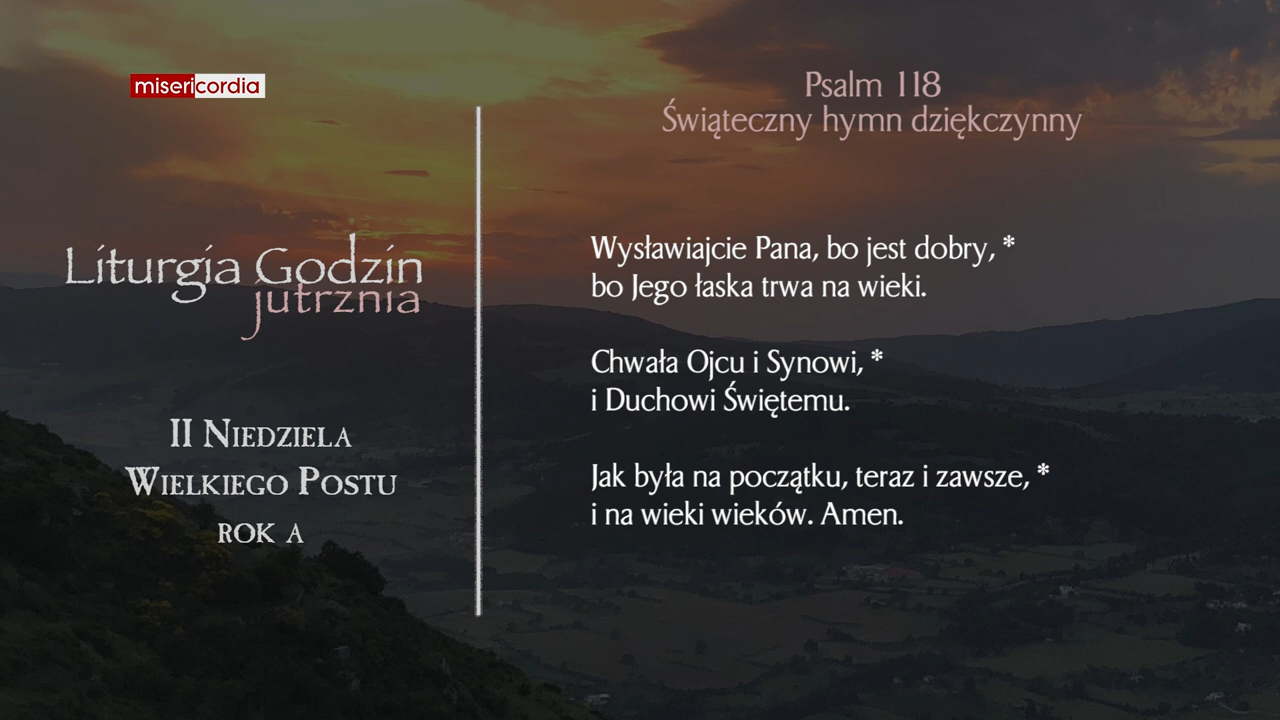 misericordia
Liturgia Godzin
jutrznia
II Niedziela
Wielkiego Postu
rok a
Psalm 118
Świąteczny hymn dziękczynny
Wysławiajcie Pana, bo jest dobry, *
bo Jego łaska trwa na wieki.
Chwała Ojcu i Synowi, *
i Duchowi Świętemu.
Jak była na początku, teraz i zawsze, *
i na wieki wieków. Amen.